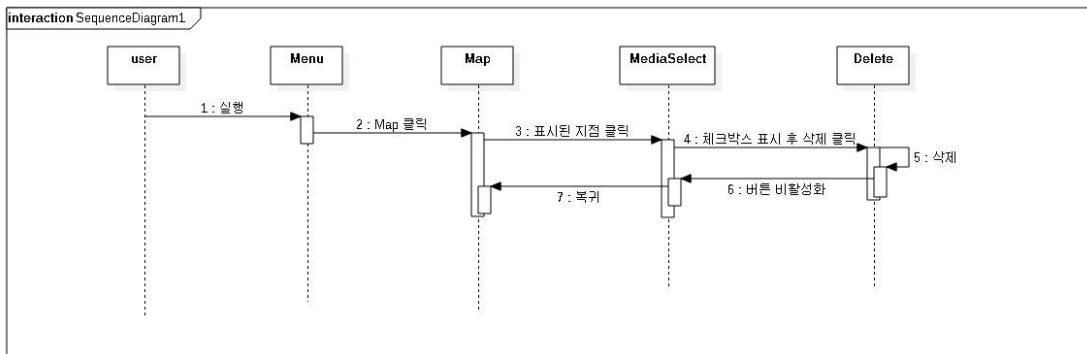 interaction SequenceDiagram1
user
Menu
Map
MediaSelect
Delete
1 : 실행
2 : Map 클릭
3 : 표시된 지점 클릭
4 : 체크박스 표시 후 삭제 클릭
5 : 삭제
6 : 버튼 비활성화
7 : 복귀